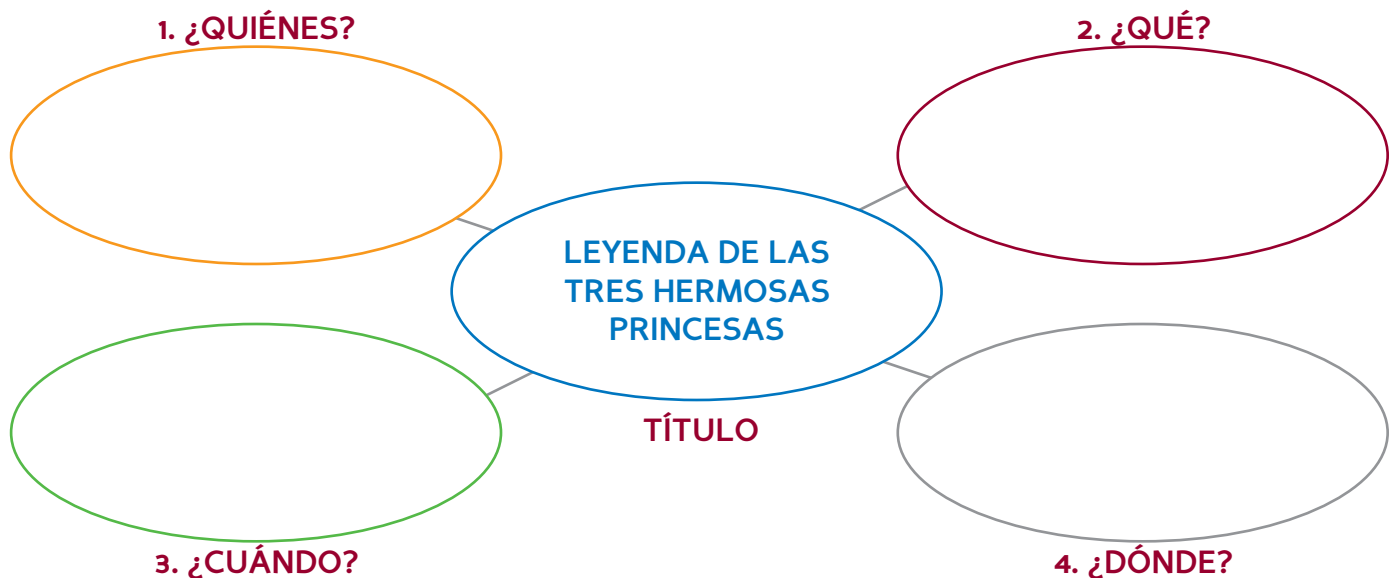 1. ¿QUIÉNES?
2. ¿QUÉ?
LEYENDA DE LAS
TRES HERMOSAS
PRINCESAS
TÍTULO
3. ¿CUÁNDO?
4. ¿DÓNDE?